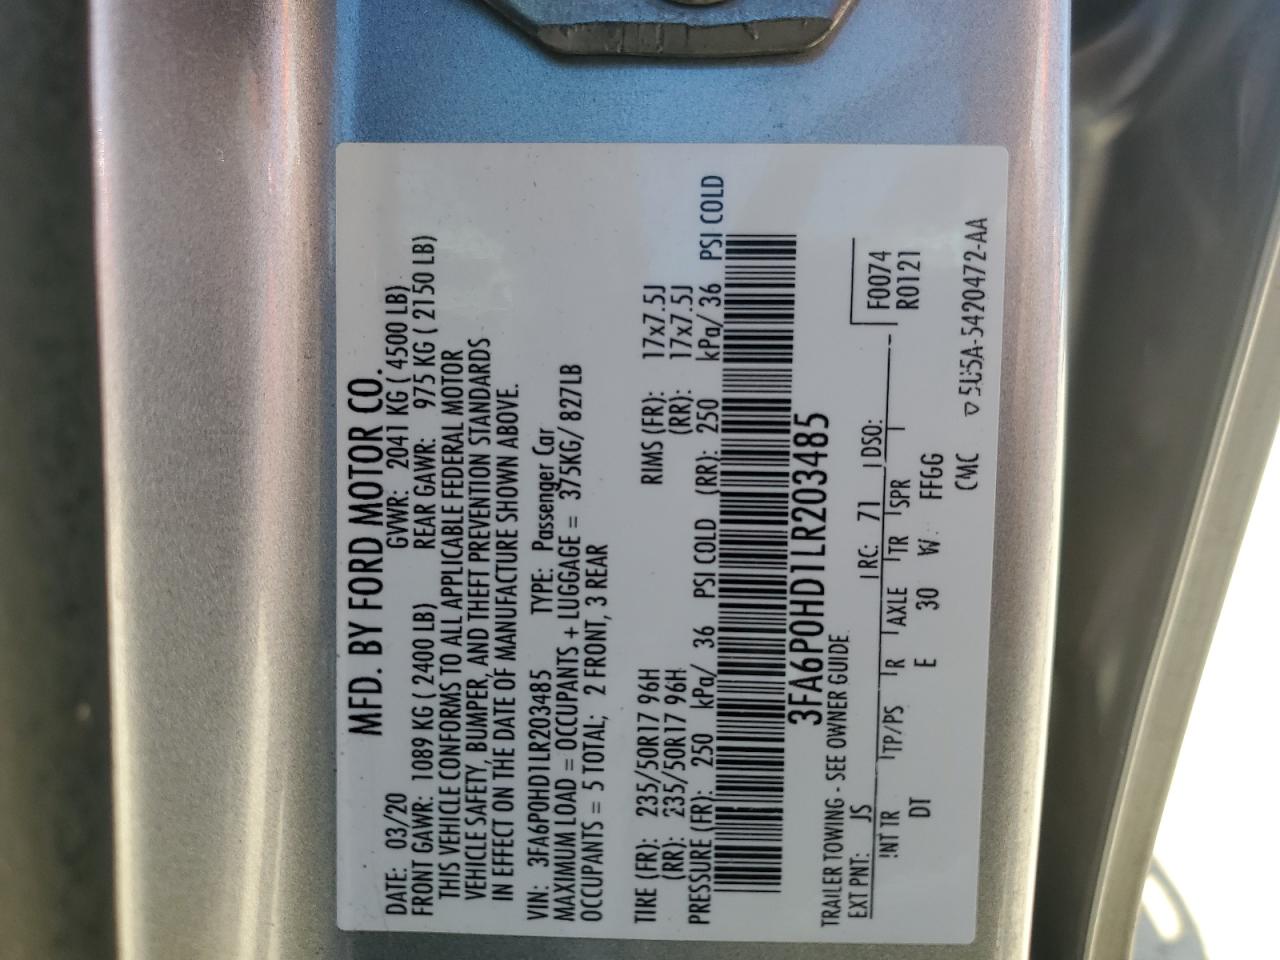 MFD. BY FORD MOTOR CO.
DATE: 03/20 GVWR: 2041 KG ( 4500 LB)
FRONT GAWR: 1089 KG ( 2400 LB) REAR GAWR: 975 KG ( 2150 LB)
THIS VEHICLE CONFORMS TO ALL APPLICABLE FEDERAL MOTOR
VEHICLE SAFETY, BUMPER, AND THEFT PREVENTION STANDARDS
IN EFFECT ON THE DATE OF MANUFACTURE SHOWN ABOVE.
VIN: 3FA6P0HD1LR203485 TYPE: Passenger Car
MAXIMUM LOAD = OCCUPANTS + LUGGAGE = 375KG/ 827LB
OCCUPANTS = 5 TOTAL; 2 FRONT, 3 REAR
TIRE (FR): 235/50R17 96H RIMS (FR): 17x7.5J
(RR): 235/50R17 96H (RR): 17x7.5J
PRESSURE (FR): 250 kPa/ 36 PSI COLD (RR): 250 kPa/ 36 PSI COLD
3FA6P0HD1LR203485
TRAILER TOWING - SEE OWNER GUIDE
EXT PNT: JS RC: 71 DSO: F0074
INT TR TP/PS R AXLE TR SPR R0121
DT E 30 W FFGG
CMC ▽5U5A-5420472-AA